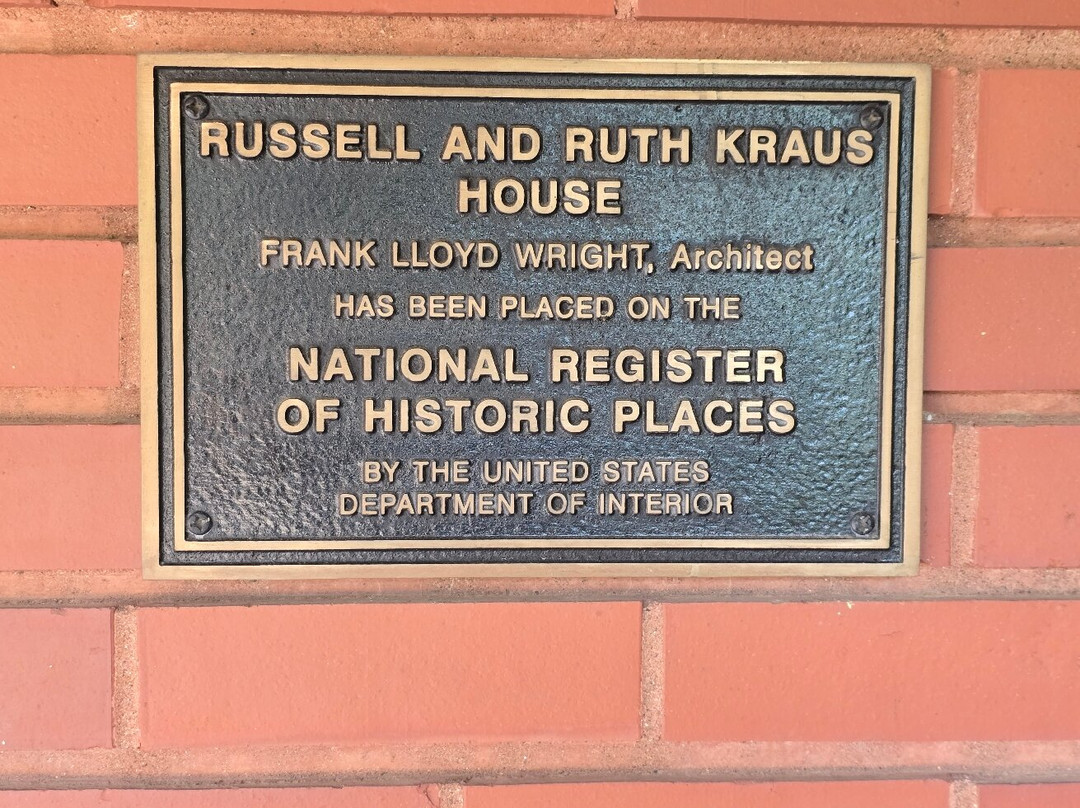 RUSSELL AND RUTH KRAUS
HOUSE
FRANK LLOYD WRIGHT, Architect
HAS BEEN PLACED ON THE
NATIONAL REGISTER
OF HISTORIC PLACES
BY THE UNITED STATES
DEPARTMENT OF INTERIOR